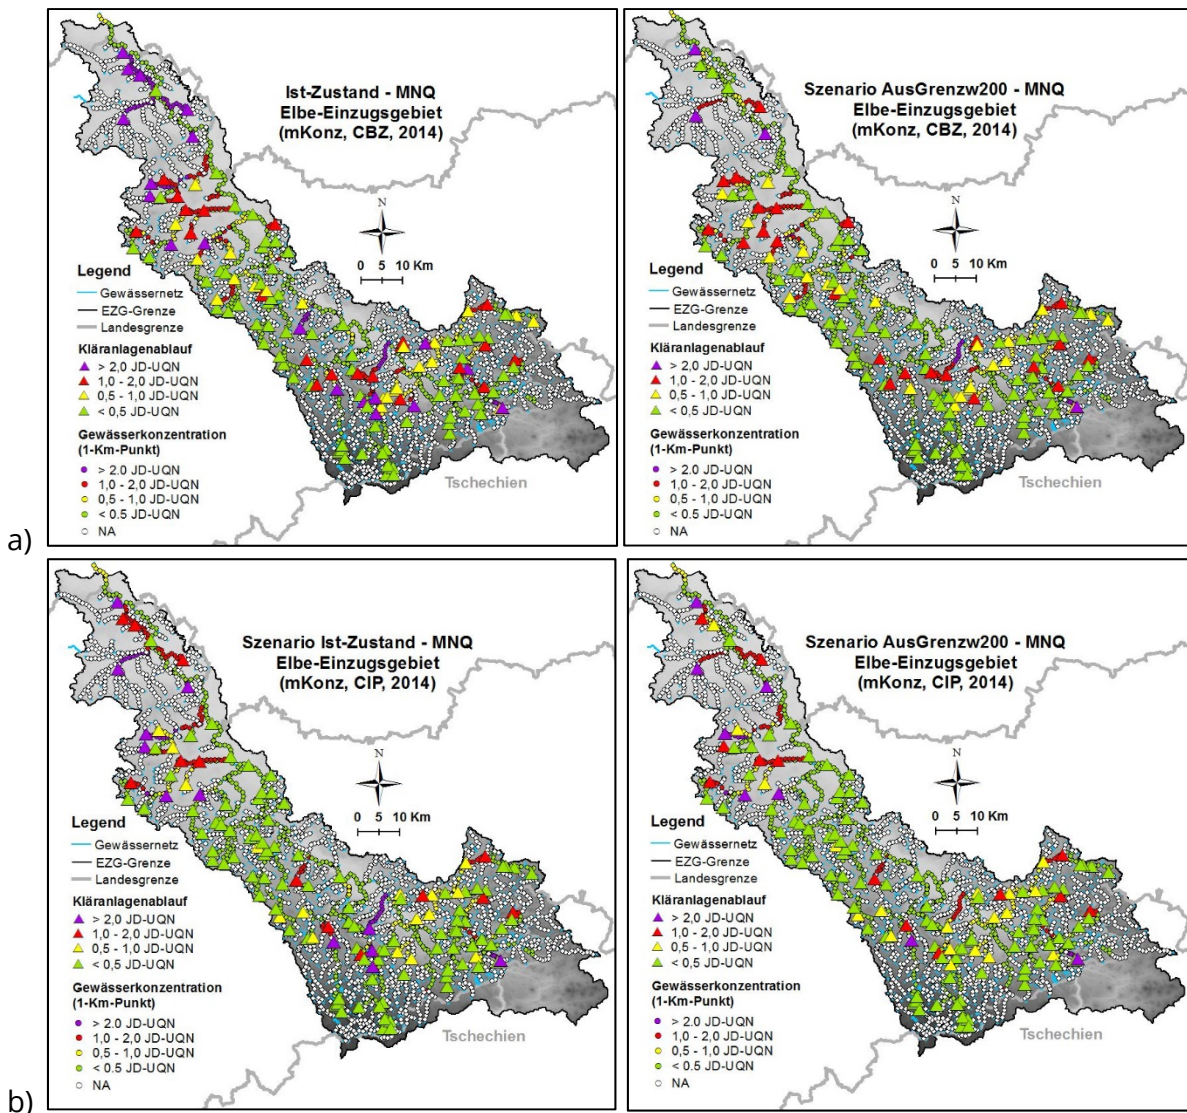 a)
Ist-Zustand - MNQ
Elbe-Einzugsgebiet
(mKonz, CBZ, 2014)
N
0 5 10 Km
Legend
Gewässernetz
EZG-Grenze
Landesgrenze
Kläranlagenablauf
> 2.0 JD-UQN
1,0 - 2,0 JD-UQN
0,5 - 1,0 JD-UQN
< 0.5 JD-UQN
Gewässerkonzentration
(1-Km-Punkt)
> 2.0 JD-UQN
1,0 - 2,0 JD-UQN
0,5 - 1,0 JD-UQN
< 0.5 JD-UQN
NA
Tschechien
Szenario AusGrenzw200 - MNQ
Elbe-Einzugsgebiet
(mKonz, CBZ, 2014)
N
0 5 10 Km
Legend
Gewässernetz
EZG-Grenze
Landesgrenze
Kläranlagenablauf
> 2.0 JD-UQN
1,0 - 2,0 JD-UQN
0,5 - 1,0 JD-UQN
< 0.5 JD-UQN
Gewässerkonzentration
(1-Km-Punkt)
> 2.0 JD-UQN
1,0 - 2,0 JD-UQN
0,5 - 1,0 JD-UQN
< 0.5 JD-UQN
NA
Tschechien
b)
Szenario Ist-Zustand - MNQ
Elbe-Einzugsgebiet
(mKonz, CIP, 2014)
N
0 5 10 Km
Legend
Gewässernetz
EZG-Grenze
Landesgrenze
Kläranlagenablauf
> 2,0 JD-UQN
1,0 - 2,0 JD-UQN
0,5 - 1,0 JD-UQN
< 0,5 JD-UQN
Gewässerkonzentration
(1-Km-Punkt)
> 2.0 JD-UQN
1,0 - 2,0 JD-UQN
0,5 - 1,0 JD-UQN
< 0.5 JD-UQN
NA
Tschechien
Szenario AusGrenzw200 - MNQ
Elbe-Einzugsgebiet
(mKonz, CIP, 2014)
N
0 5 10 Km
Legend
Gewässernetz
EZG-Grenze
Landesgrenze
Kläranlagenablauf
> 2,0 JD-UQN
1,0 - 2,0 JD-UQN
0,5 - 1,0 JD-UQN
< 0,5 JD-UQN
Gewässerkonzentration
(1-Km-Punkt)
> 2.0 JD-UQN
1,0 - 2,0 JD-UQN
0,5 - 1,0 JD-UQN
< 0.5 JD-UQN
NA
Tschechien